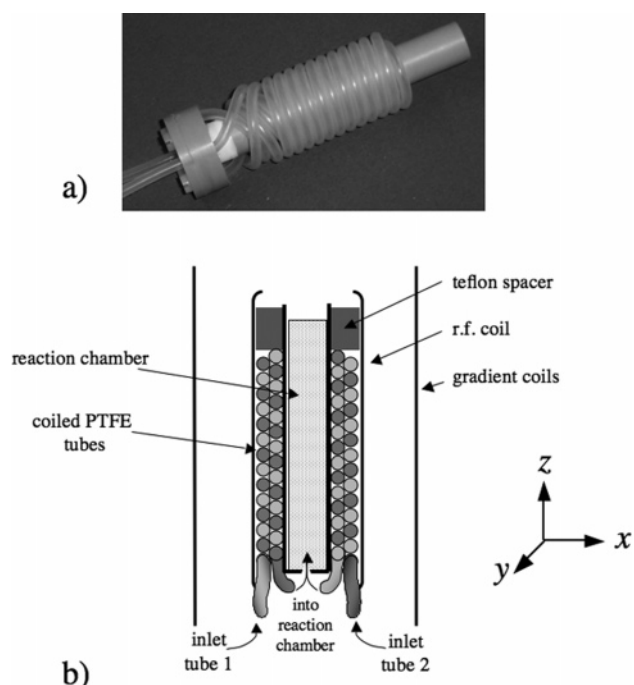 a)
teflon spacer
r.f. coil
reaction chamber
gradient coils
coiled PTFE
tubes
z
x
y
into
reaction
chamber
inlet
tube 1
inlet
tube 2
b)